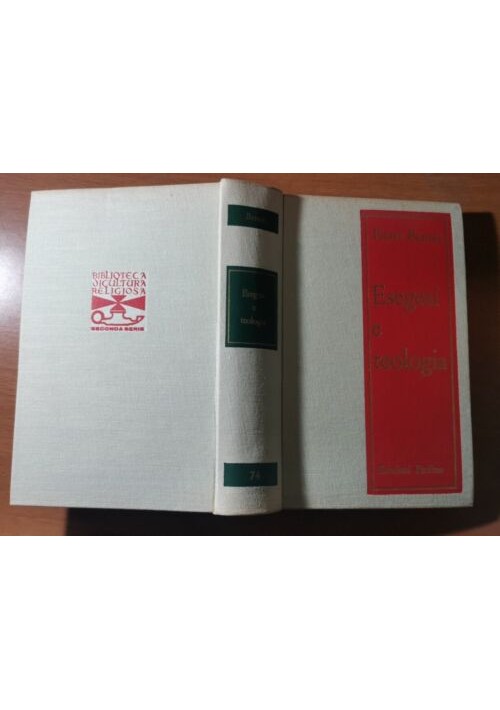 BIBLIOTECA
DI CULTURA
RELIGIOSA
SECONDA SERIE
Esegesi
e
teologia
74
Esegesi
e
teologia
Edizioni Paoline